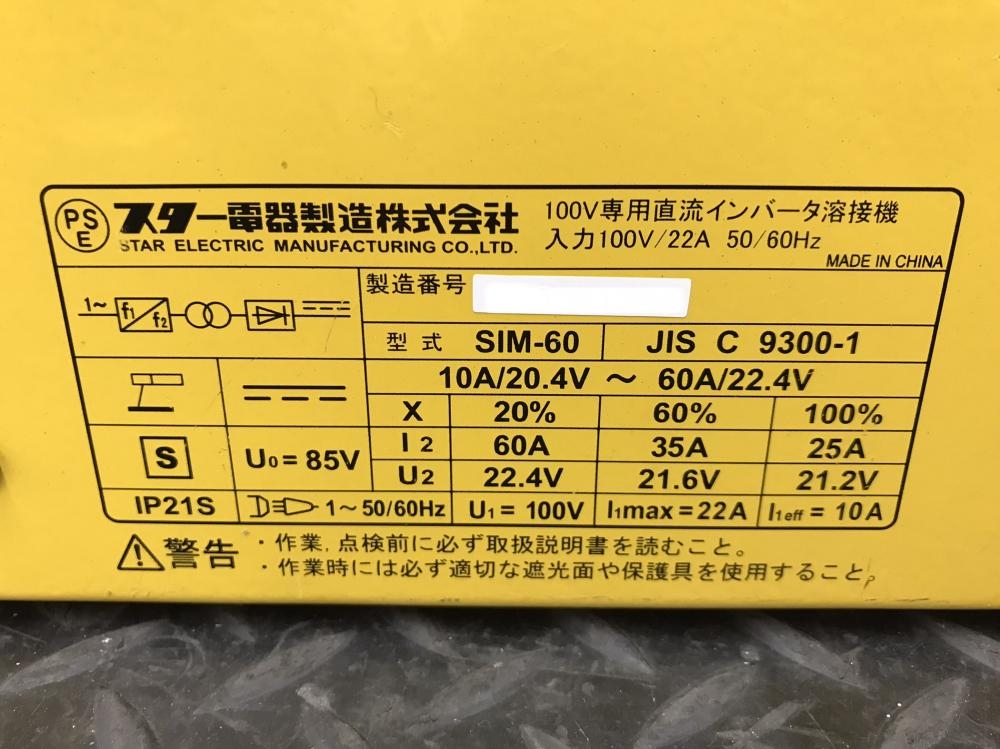 PS
E
スター電器製造株式会社
STAR ELECTRIC MANUFACTURING CO.,LTD.
100V専用直流インバータ溶接機
入力100V/22A 50/60Hz
MADE IN CHINA
1~ f1 f2
製造番号
型式 SIM-60 JIS C 9300-1
10A/20.4V ～ 60A/22.4V
X 20% 60% 100%
S U0=85V I2 60A 35A 25A
U2 22.4V 21.6V 21.2V
IP21S 1～50/60Hz U1=100V I1max=22A I1eff=10A
警告 ・作業,点検前に必ず取扱説明書を読むこと。
・作業時には必ず適切な遮光面や保護具を使用すること。